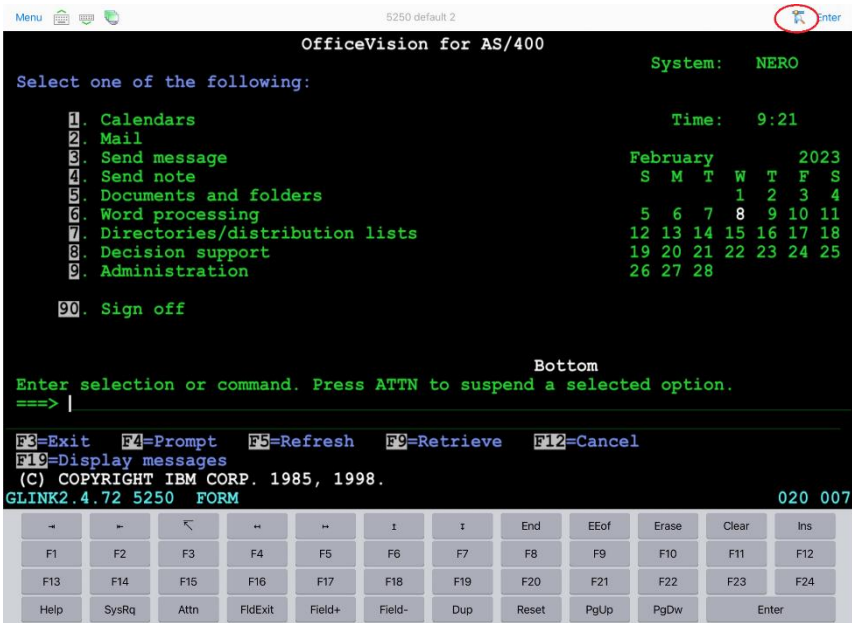 Menu 5250 default 2 Enter
OfficeVision for AS/400
System: NERO
Select one of the following:
1. Calendars Time: 9:21
2. Mail
3. Send message February 2023
4. Send note S M T W T F S
5. Documents and folders 1 2 3 4
6. Word processing 5 6 7 8 9 10 11
7. Directories/distribution lists 12 13 14 15 16 17 18
8. Decision support 19 20 21 22 23 24 25
9. Administration 26 27 28
90. Sign off
Bottom
Enter selection or command. Press ATTN to suspend a selected option.
===>
F3=Exit F4=Prompt F5=Refresh F9=Retrieve F12=Cancel
F19=Display messages
(C) COPYRIGHT IBM CORP. 1985, 1998.
GLINK2.4.72 5250 FORM 020 007
End EEof Erase Clear Ins
F1 F2 F3 F4 F5 F6 F7 F8 F9 F10 F11 F12
F13 F14 F15 F16 F17 F18 F19 F20 F21 F22 F23 F24
Help SysRq Attn FldExit Field+ Field- Dup Reset PgUp PgDw Enter